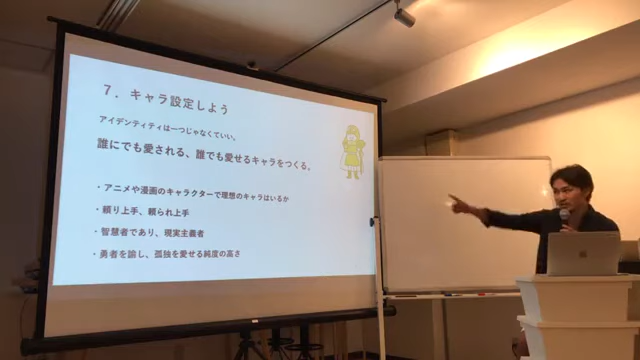 7. キャラ設定しよう
アイデンティティは一つじゃなくていい。
誰にでも愛される、誰でも愛せるキャラをつくる。
・アニメや漫画のキャラクターで理想のキャラはいるか
・頼り上手、頼られ上手
・智慧者であり、現実主義者
・勇者を諭し、孤独を愛せる純度の高さ